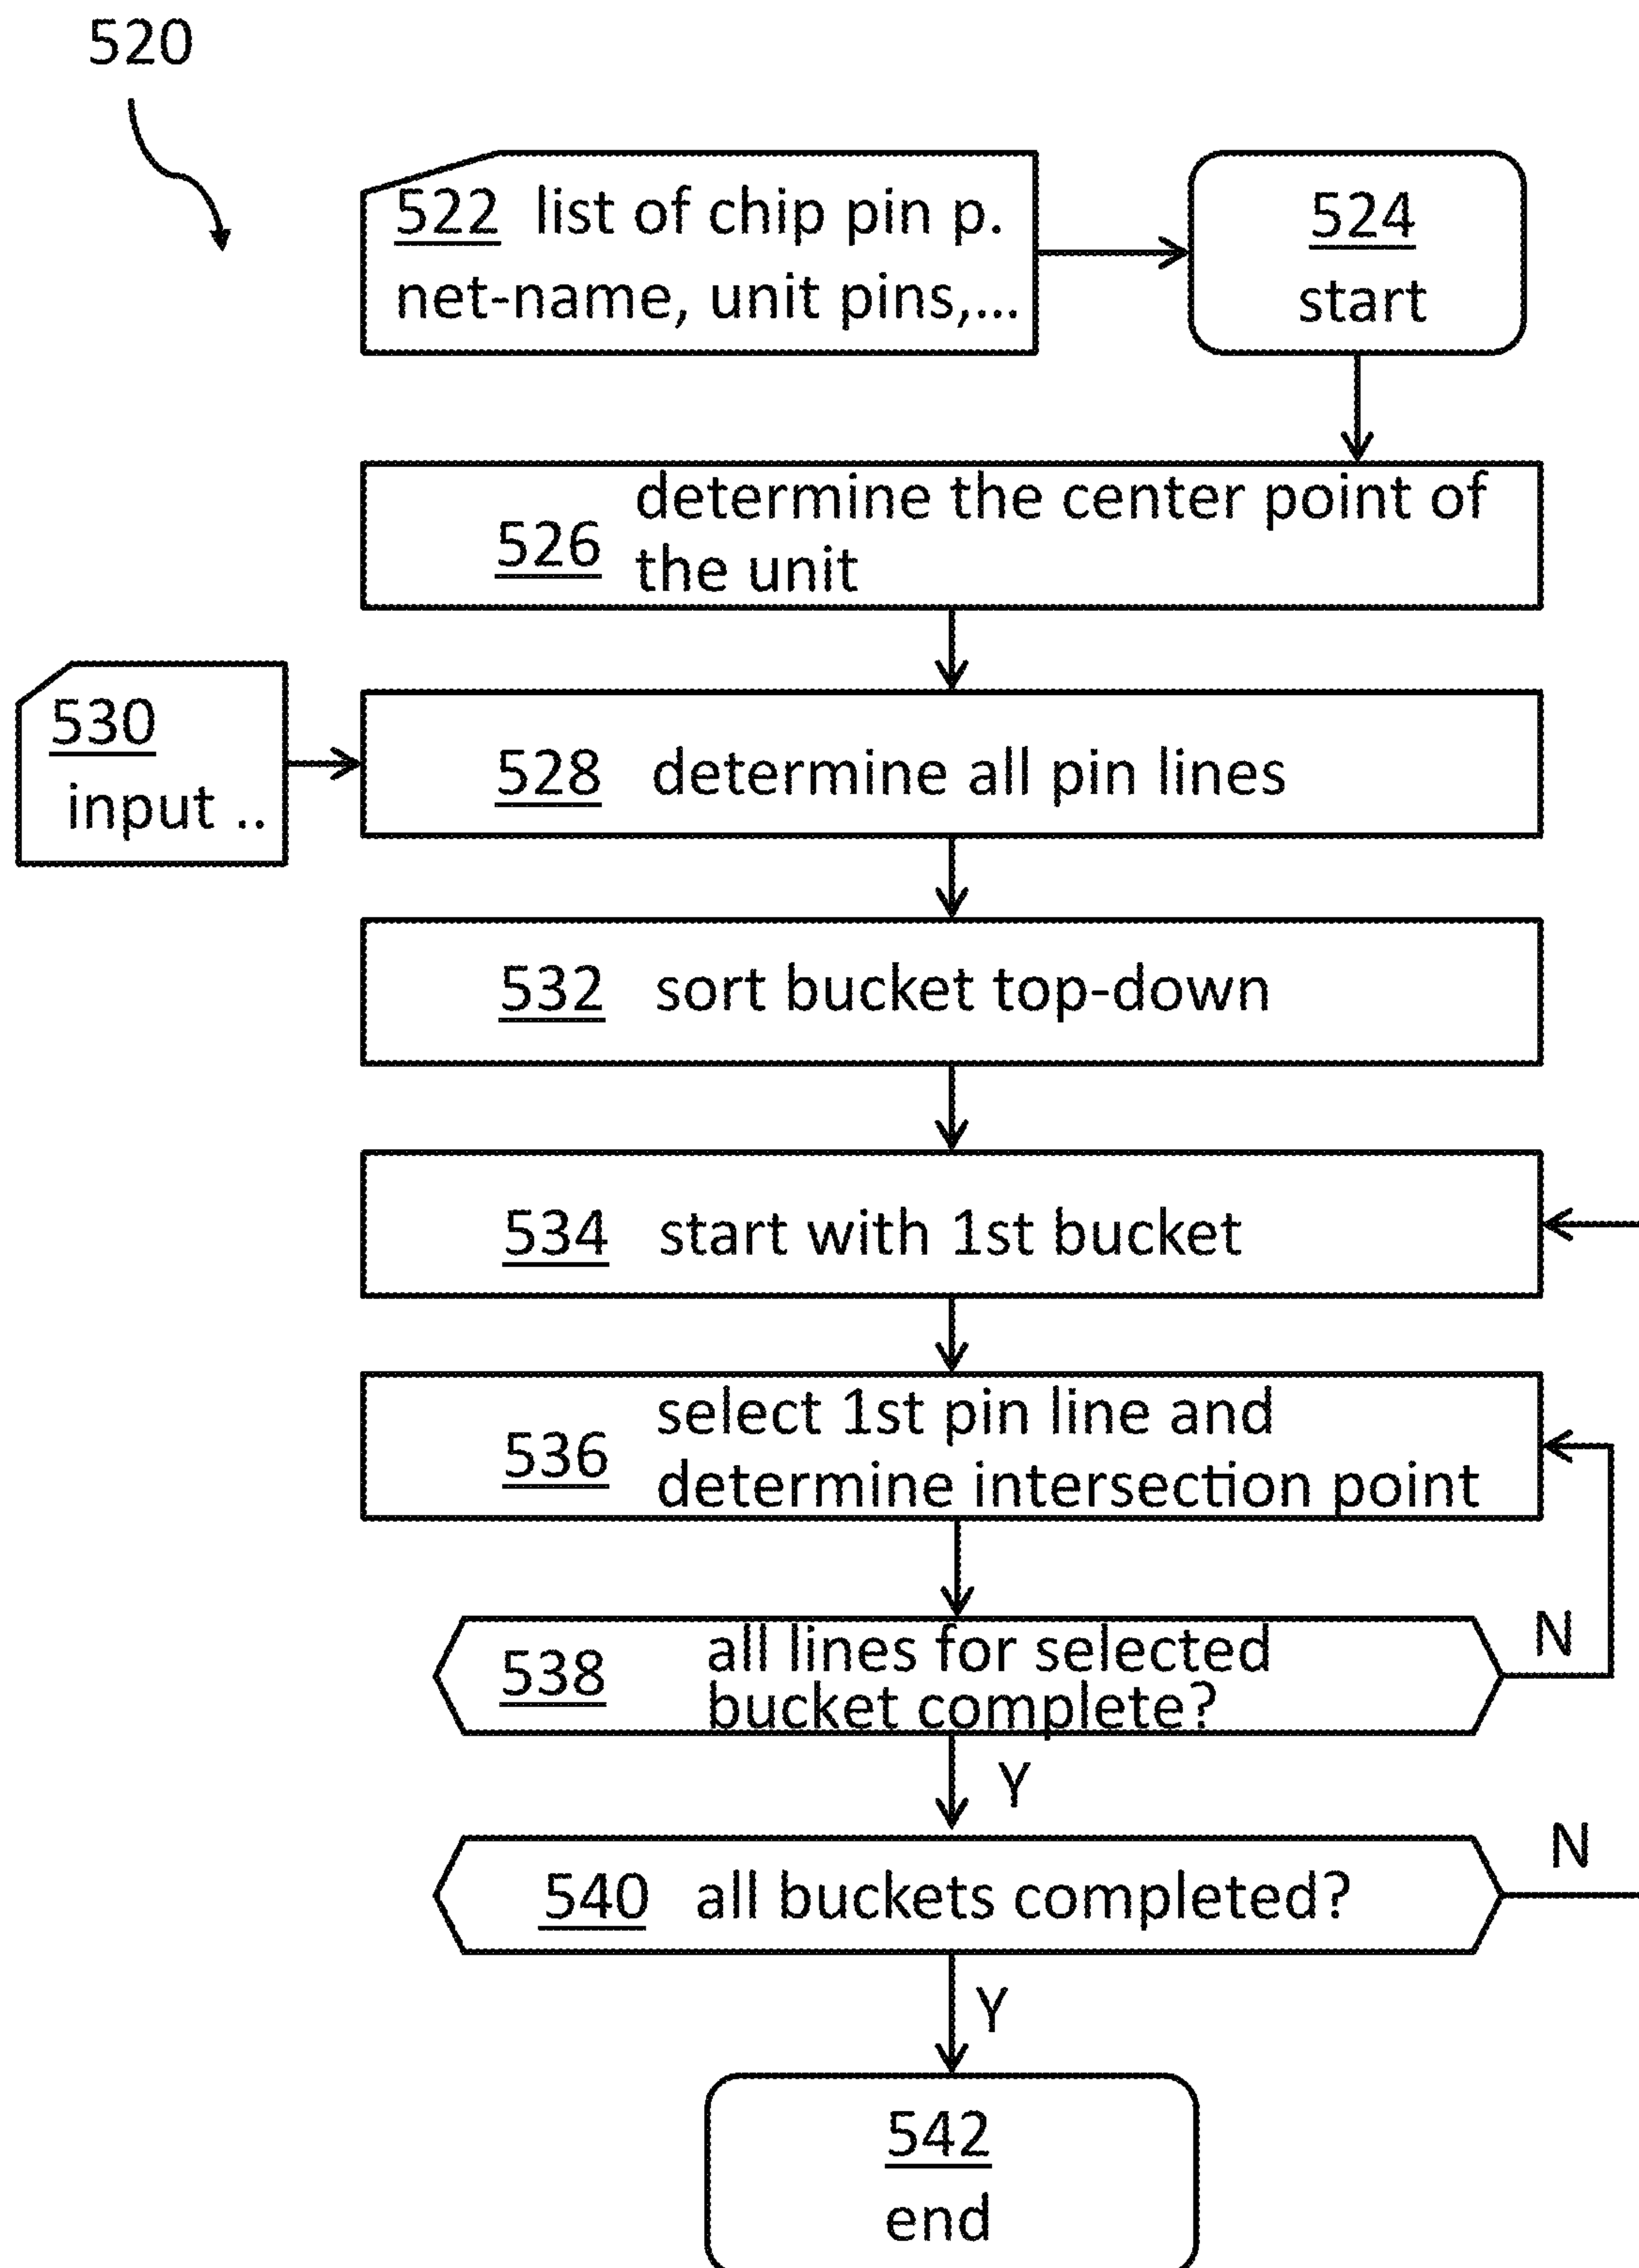 520
522 list of chip pin p.
net-name, unit pins,...
524
start
526 determine the center point of
the unit
530
input ..
528 determine all pin lines
532 sort bucket top-down
534 start with 1st bucket
536 select 1st pin line and
determine intersection point
538 all lines for selected
bucket complete?
N
Y
540 all buckets completed?
N
Y
542
end